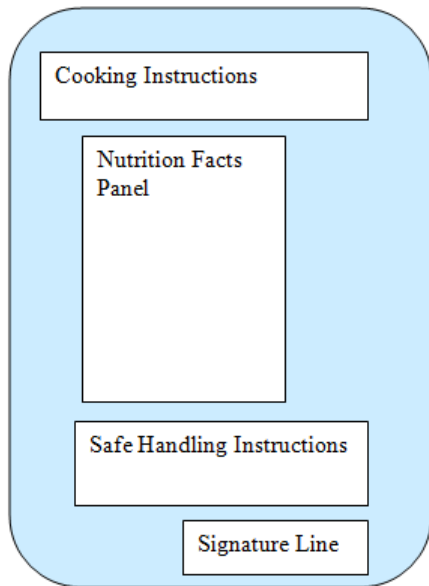 Cooking Instructions
Nutrition Facts
Panel
Safe Handling Instructions
Signature Line